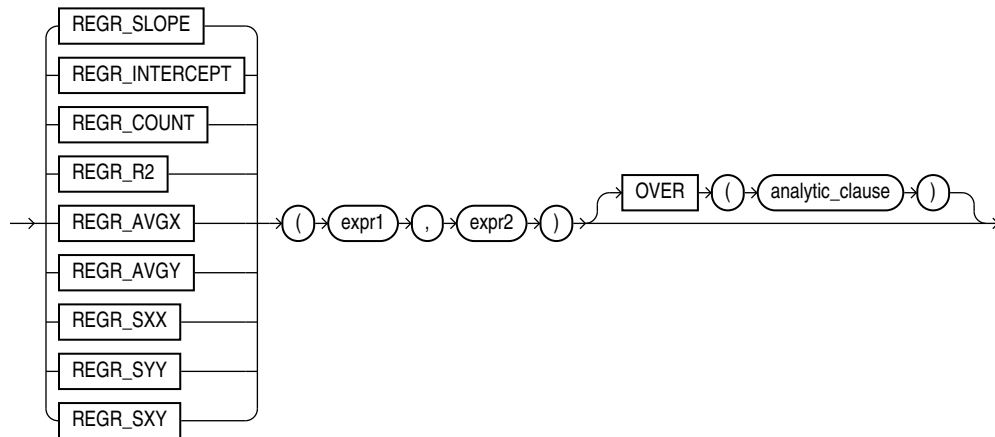 REGR_SLOPE
REGR_INTERCEPT
REGR_COUNT
REGR_R2
OVER ( analytic_clause )
REGR_AVGX ( expr1 , expr2 )
REGR_AVGY
REGR_SXX
REGR_SYY
REGR_SXY